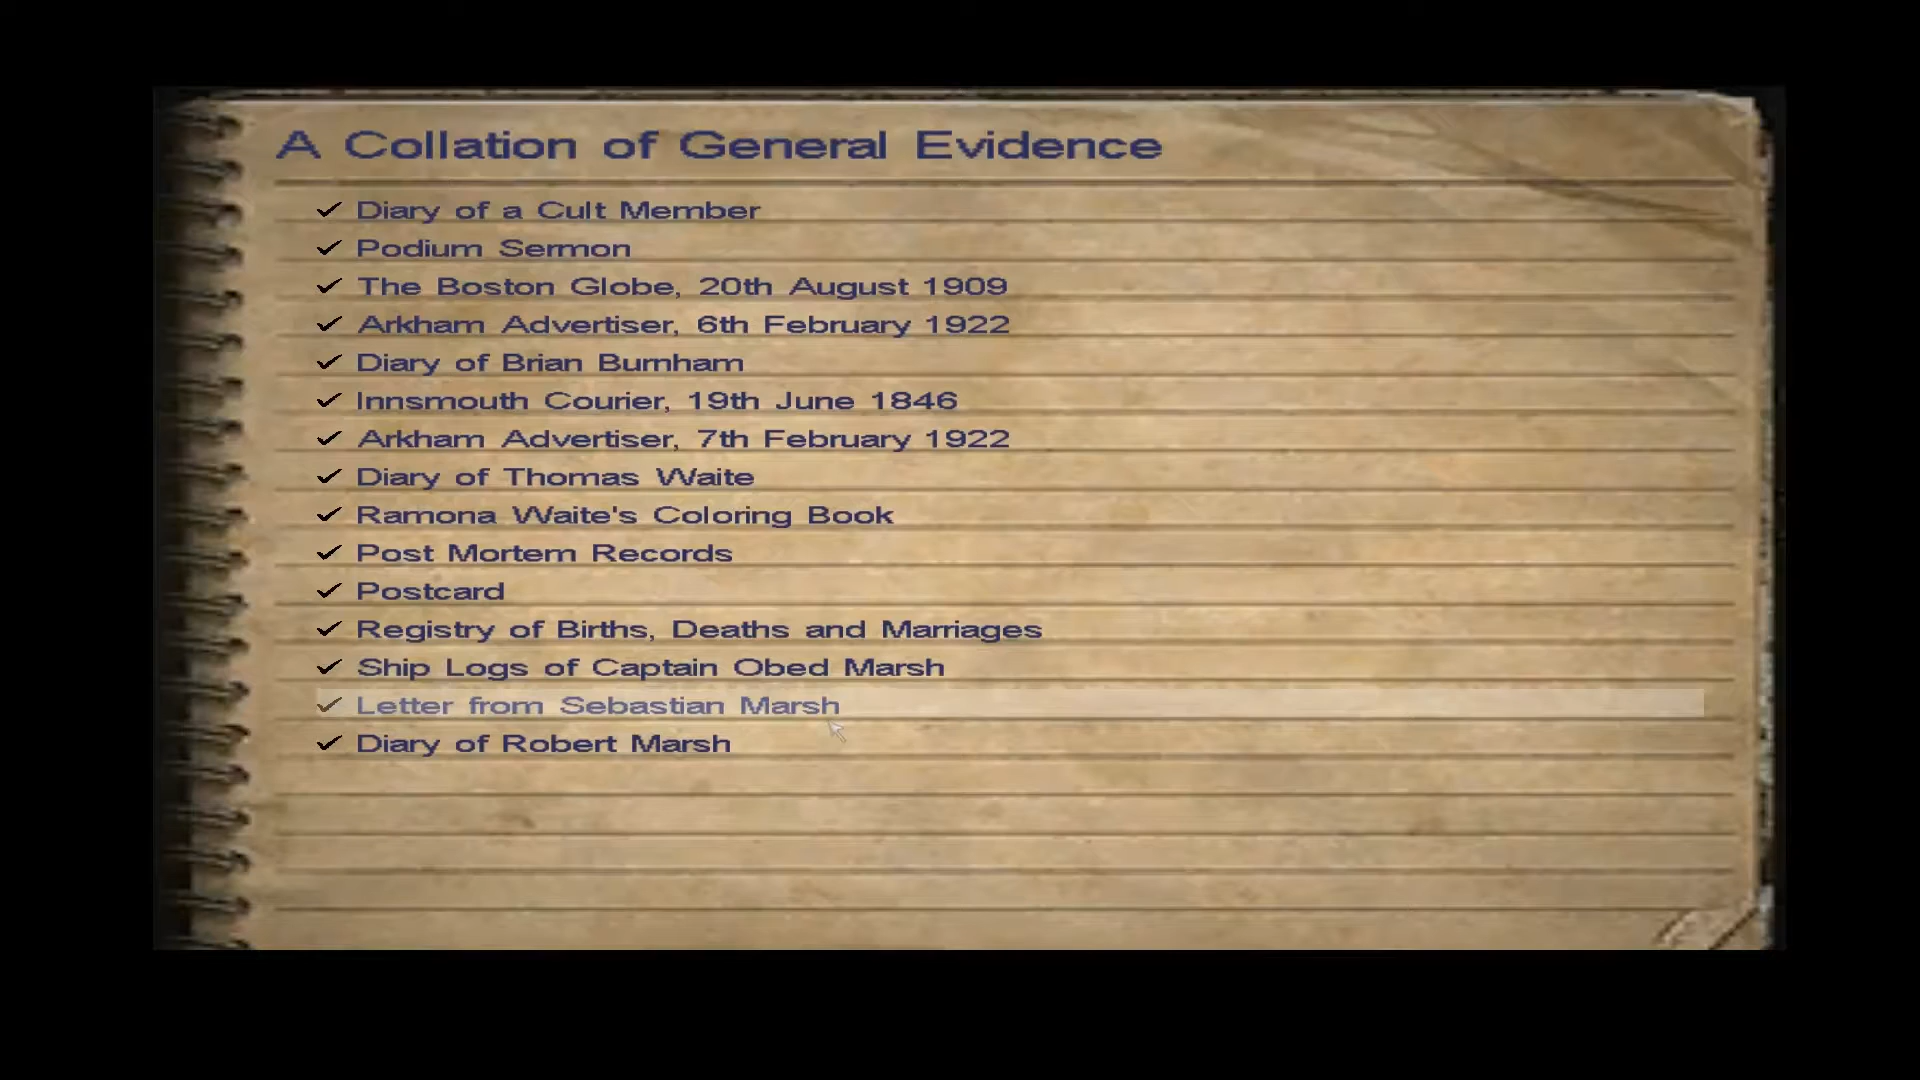 A Collation of General Evidence
Diary of a Cult Member
Podium Sermon
The Boston Globe, 20th August 1909
Arkham Advertiser, 6th February 1922
Diary of Brian Burnham
Innsmouth Courier, 19th June 1846
Arkham Advertiser, 7th February 1922
Diary of Thomas Waite
Ramona Waite's Coloring Book
Post Mortem Records
Postcard
Registry of Births, Deaths and Marriages
Ship Logs of Captain Obed Marsh
Letter from Sebastian Marsh
Diary of Robert Marsh